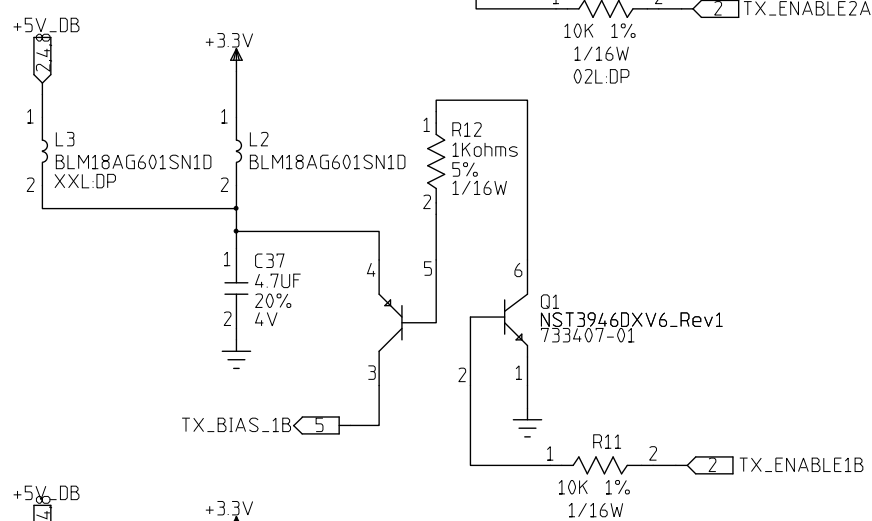 1
2
2
TX_ENABLE2A
10K 1%
1/16W
02L:DP
+5V_DB
2,4
+3.3V
1
L3
BLM18AG601SN1D
XXL:DP
2
1
L2
BLM18AG601SN1D
2
1
R12
1Kohms
5%
1/16W
2
1
C37
4.7UF
20%
4V
2
4
5
3
6
Q1
NST3946DXV6_Rev1
733407-01
2
1
TX_BIAS_1B
5
R11
1
2
2
TX_ENABLE1B
10K 1%
1/16W
+5V_DB
+3.3V